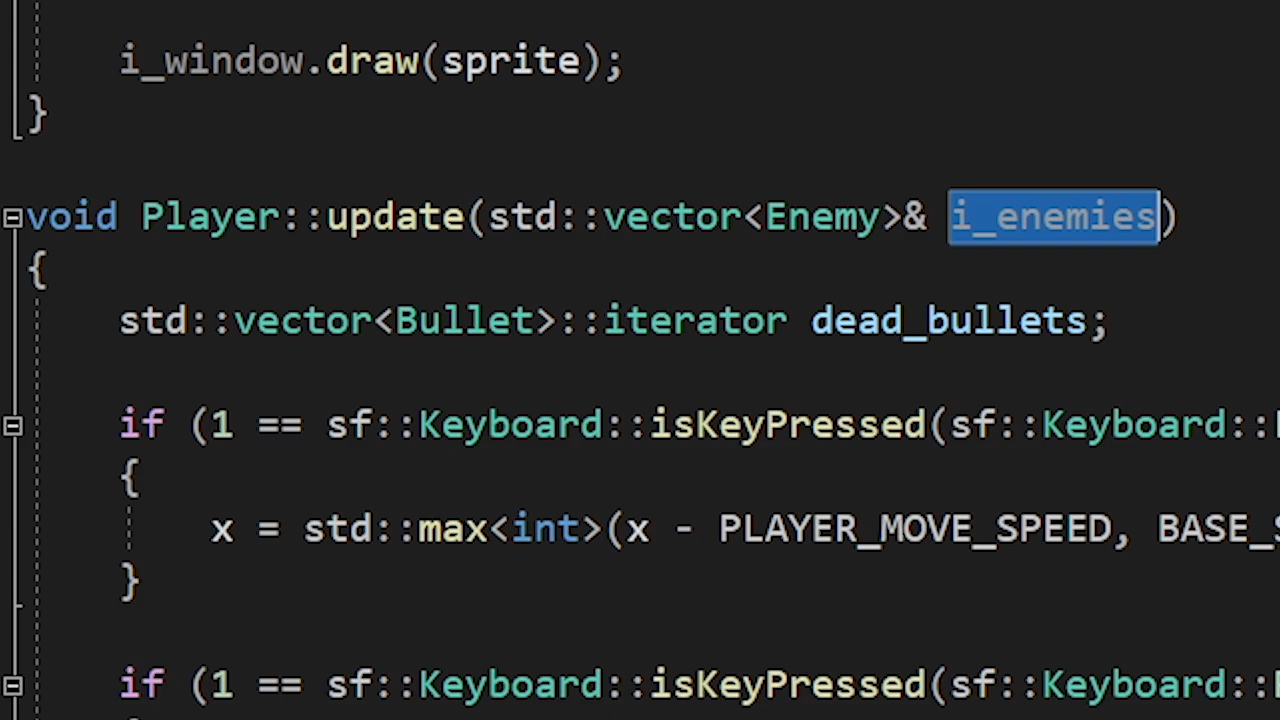 i_window.draw(sprite);
}
void Player::update(std::vector<Enemy>& i_enemies)
{
std::vector<Bullet>::iterator dead_bullets;
if (1 == sf::Keyboard::isKeyPressed(sf::Keyboard::
{
x = std::max<int>(x - PLAYER_MOVE_SPEED, BASE_
}
if (1 == sf::Keyboard::isKeyPressed(sf::Keyboard::